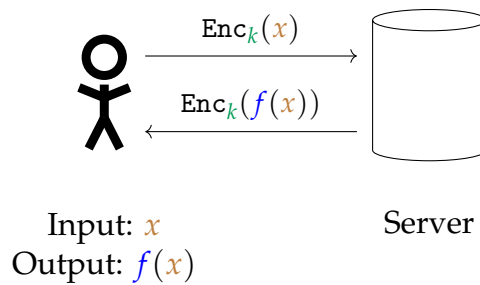 Enc_k(x)
Enc_k(f(x))
Input: x
Output: f(x)
Server